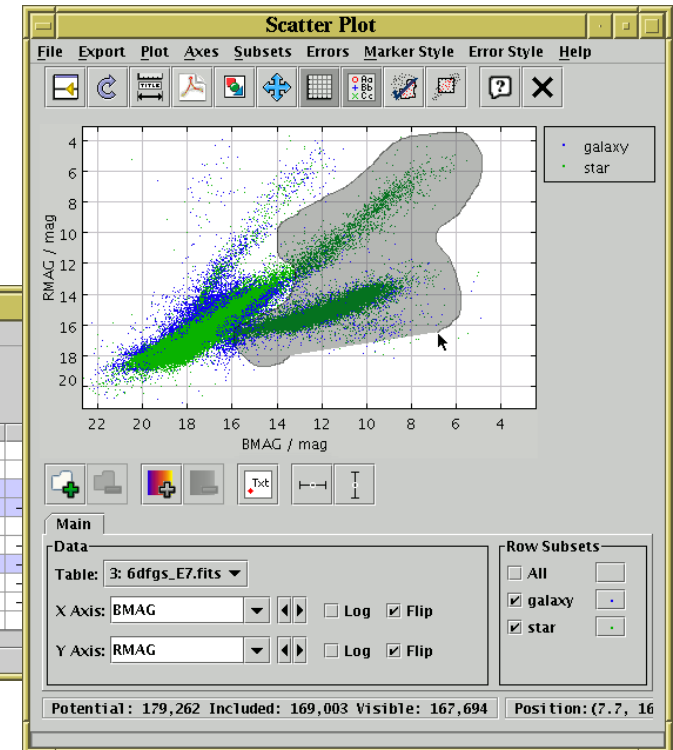 Scatter Plot
File Export Plot Axes Subsets Errors Marker Style Error Style Help
TITLE
Aa
Bb
Cc
?
galaxy
star
4
6
8
10
12
14
16
18
20
RMAG / mag
22 20 18 16 14 12 10 8 6 4
BMAG / mag
Txt
Main
Data
Table: 3: 6dfgs_E7.fits
X Axis: BMAG Log Flip
Y Axis: RMAG Log Flip
Row Subsets
All
galaxy
star
Potential: 179,262 Included: 169,003 Visible: 167,694 Position:(7.7, 16